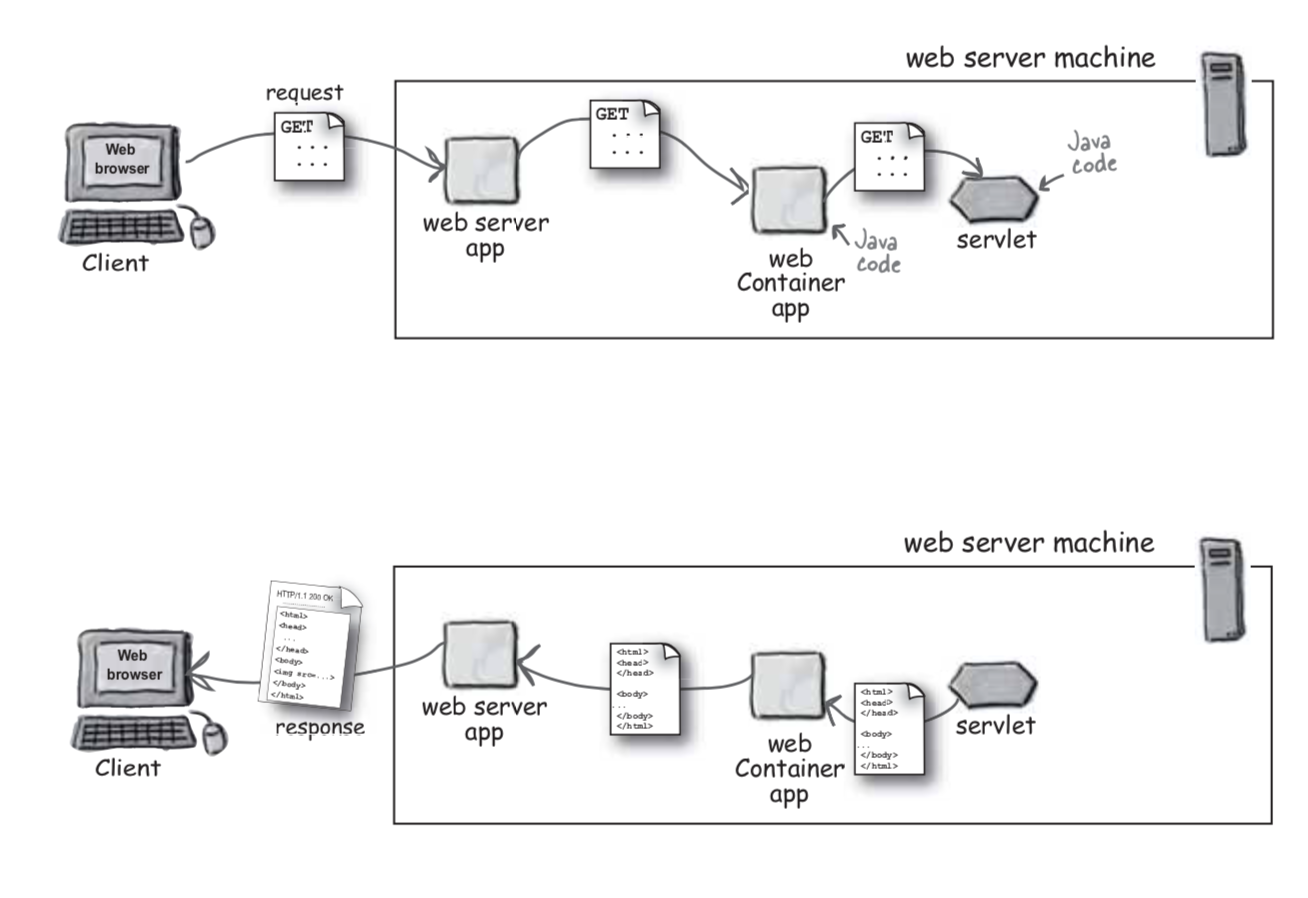 web server machine
request
GET
Web
browser
Client
web server
app
GET
web
Container
app
Java
code
GET
servlet
Java
code
web server machine
Web
browser
Client
HTTP/1.1 200 OK
<html>
<head>
...
</head>
<body>
<img src=...>
</body>
</html>
response
web server
app
<html>
<head>
</head>
<body>
...
</body>
</html>
web
Container
app
<html>
<head>
</head>
<body>
...
</body>
</html>
servlet